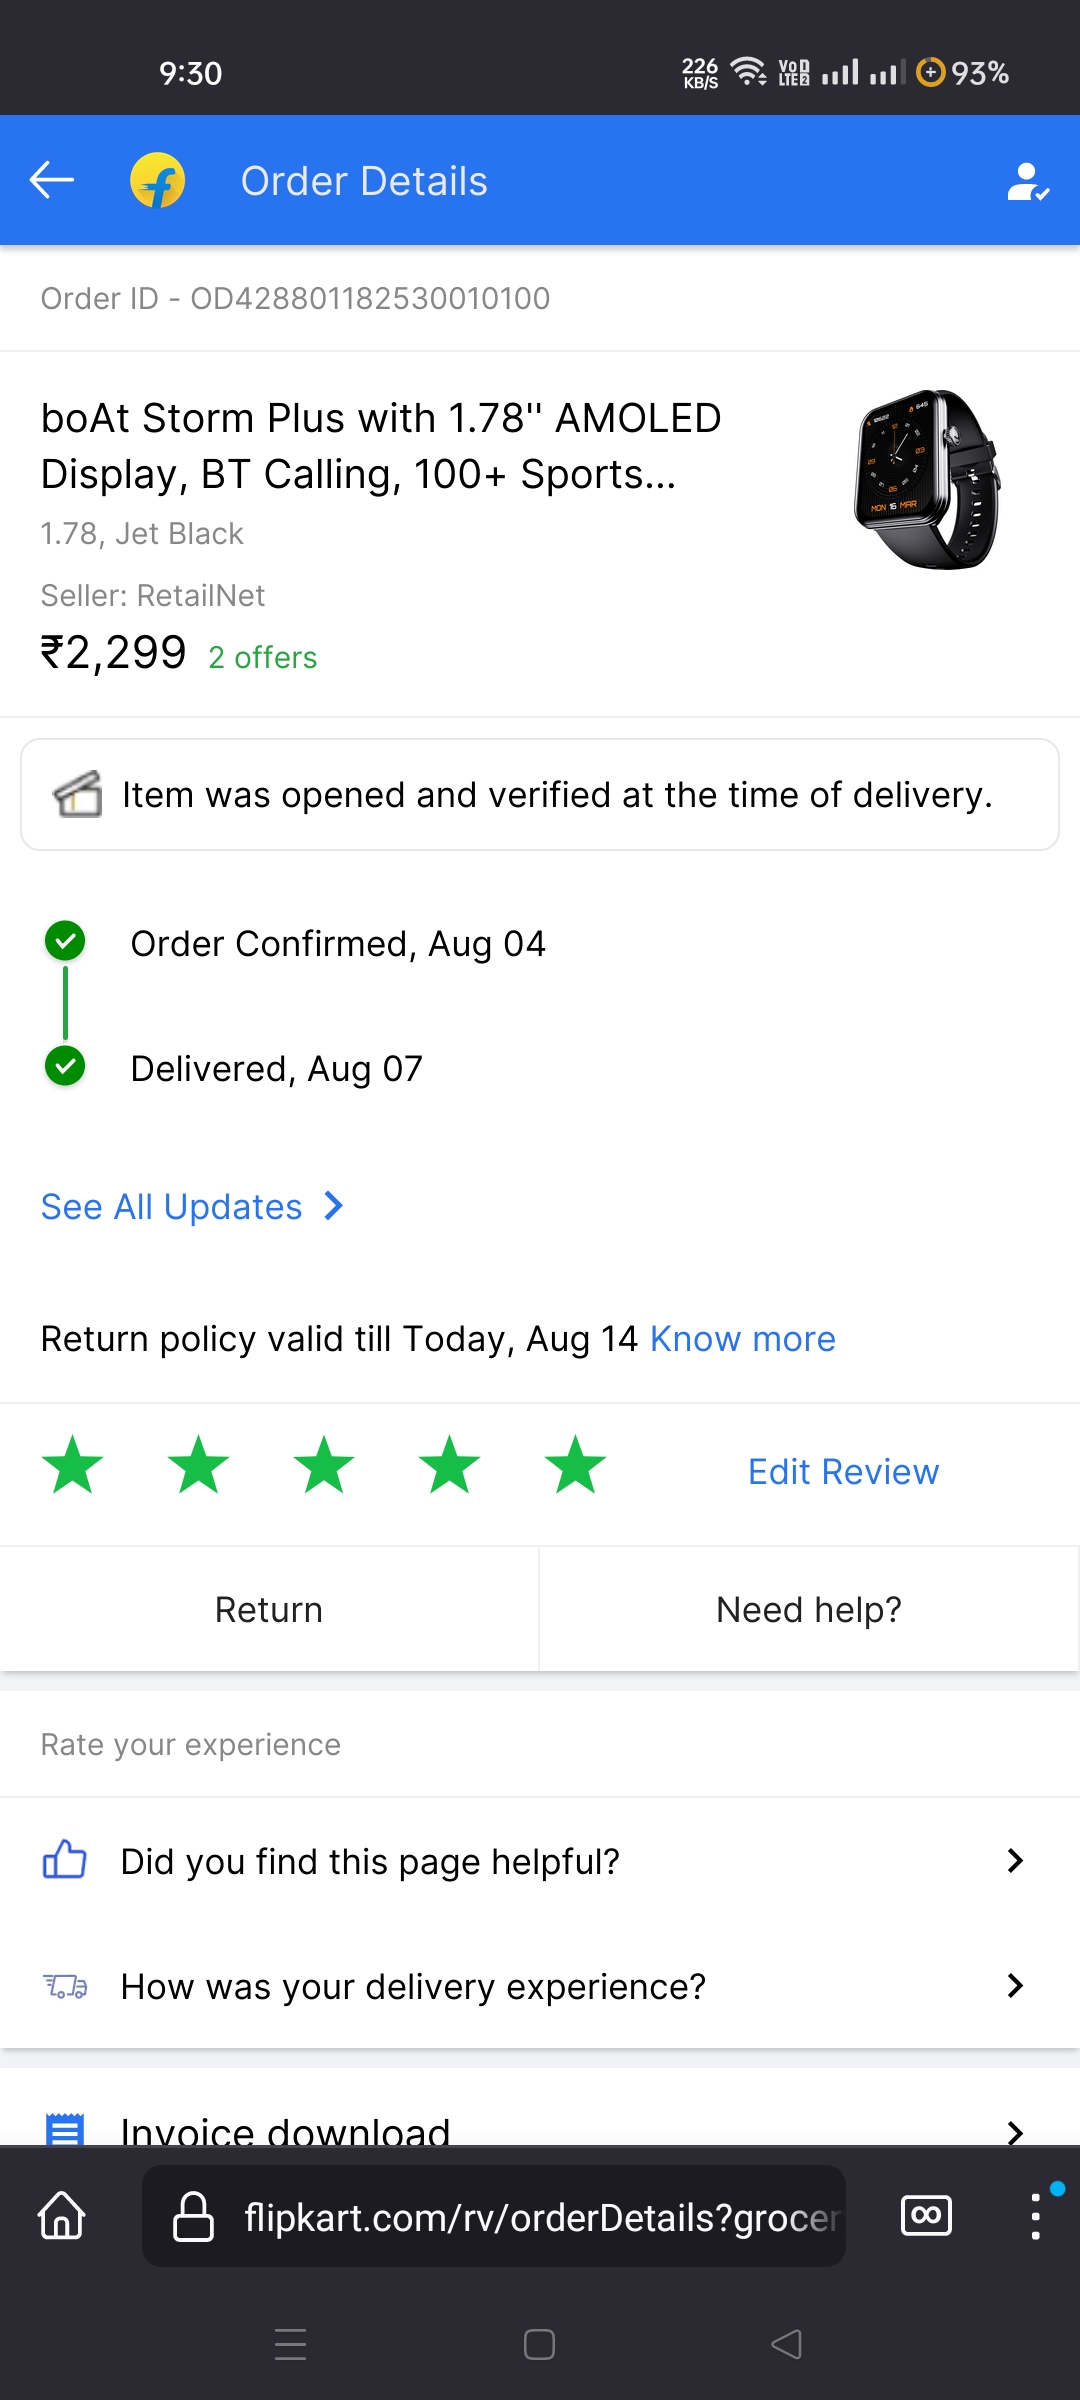 9:30
226 KB/S VoD LTE2 93%
Order Details
Order ID - OD428801182530010100
boAt Storm Plus with 1.78'' AMOLED
Display, BT Calling, 100+ Sports...
1.78, Jet Black
Seller: RetailNet
₹2,299 2 offers
Item was opened and verified at the time of delivery.
Order Confirmed, Aug 04
Delivered, Aug 07
See All Updates
Return policy valid till Today, Aug 14 Know more
Edit Review
Return
Need help?
Rate your experience
Did you find this page helpful?
How was your delivery experience?
Invoice download
flipkart.com/rv/orderDetails?grocer